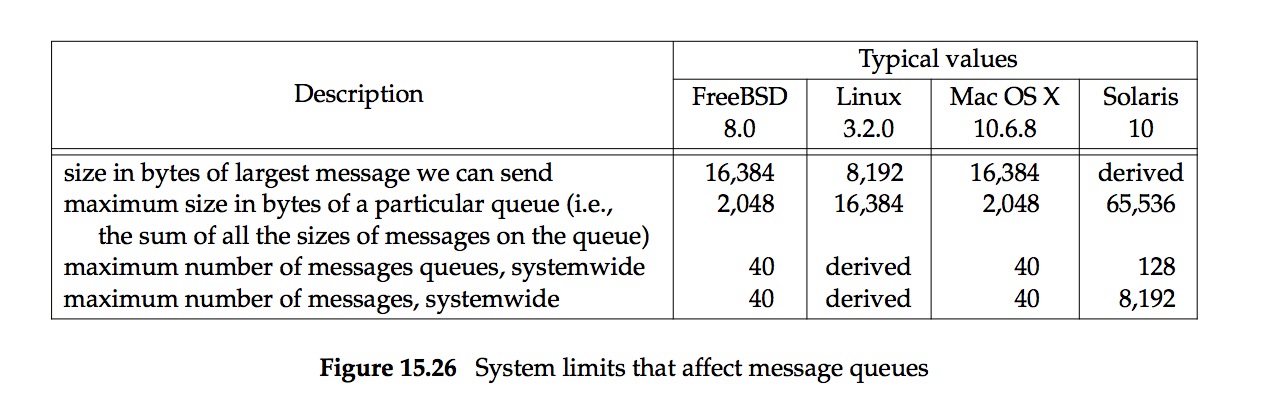 Description
Typical values
FreeBSD 8.0
Linux 3.2.0
Mac OS X 10.6.8
Solaris 10
size in bytes of largest message we can send 16,384 8,192 16,384 derived
maximum size in bytes of a particular queue (i.e., 2,048 16,384 2,048 65,536
the sum of all the sizes of messages on the queue)
maximum number of messages queues, systemwide 40 derived 40 128
maximum number of messages, systemwide 40 derived 40 8,192
Figure 15.26 System limits that affect message queues